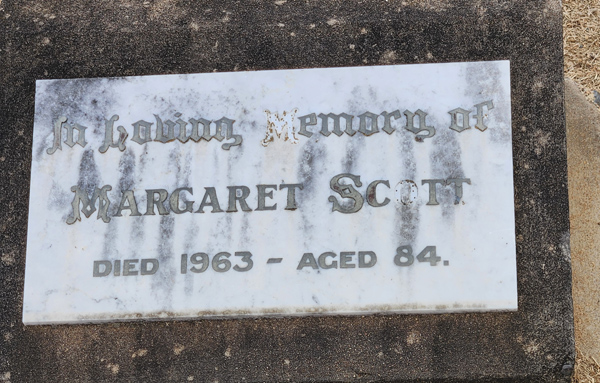 In Loving Memory of
MARGARET SCOTT
DIED 1963 - AGED 84.